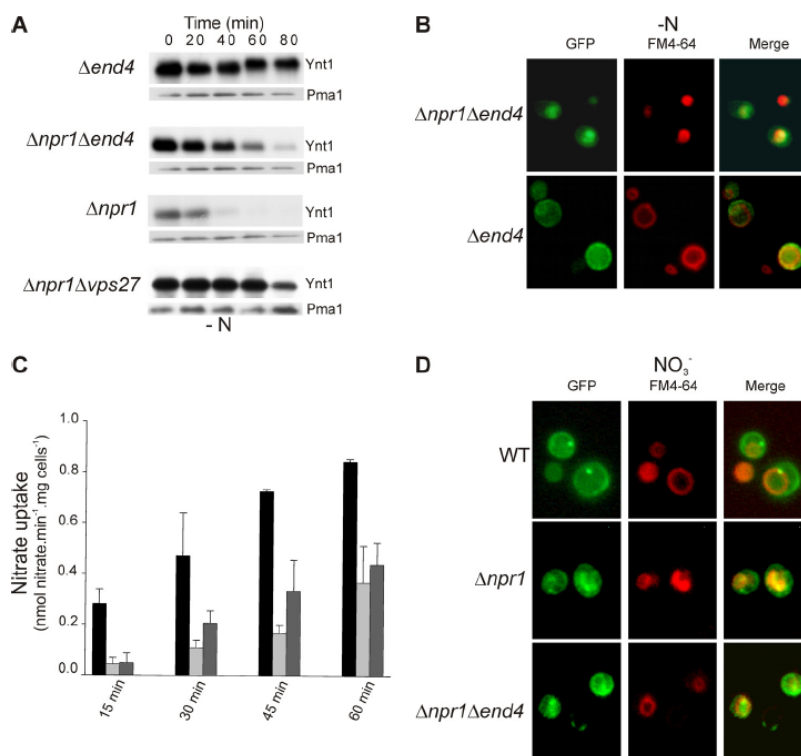 A
Time (min)
0 20 40 60 80
Δend4
Ynt1
Pma1
Δnpr1Δend4
Ynt1
Pma1
Δnpr1
Ynt1
Pma1
Δnpr1Δvps27
Ynt1
Pma1
- N
B
-N
GFP FM4-64 Merge
Δnpr1Δend4
Δend4
C
Nitrate uptake
(nmol nitrate.min⁻¹.mg cells⁻¹)
1.0
0.8
0.6
0.4
0.2
0.0
15 min
30 min
45 min
60 min
D
NO₃⁻
GFP FM4-64 Merge
WT
Δnpr1
Δnpr1Δend4